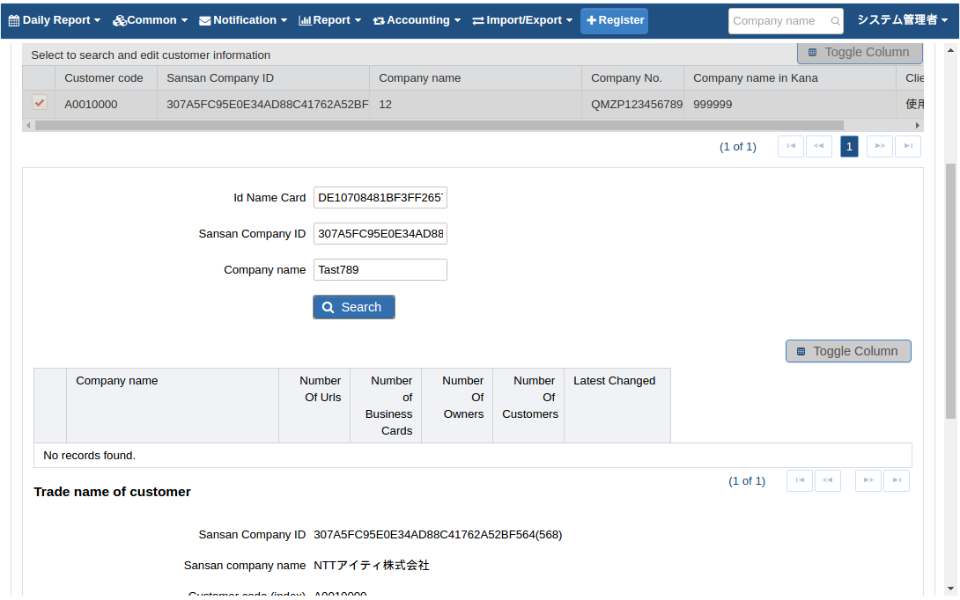 Daily Report Common Notification Report Accounting Import/Export Register Company name システム管理者
Select to search and edit customer information Toggle Column
Customer code Sansan Company ID Company name Company No. Company name in Kana Clie
A0010000 307A5FC95E0E34AD88C41762A52BF 12 QMZP123456789 999999 使用
(1 of 1) 1
Id Name Card DE10708481BF3FF265
Sansan Company ID 307A5FC95E0E34AD88
Company name Tast789
Search
Toggle Column
Company name Number Of Urls Number of Business Cards Number Of Owners Number Of Customers Latest Changed
No records found.
(1 of 1)
Trade name of customer
Sansan Company ID 307A5FC95E0E34AD88C41762A52BF564(568)
Sansan company name NTTアイティ株式会社
Customer code (index) A0010000